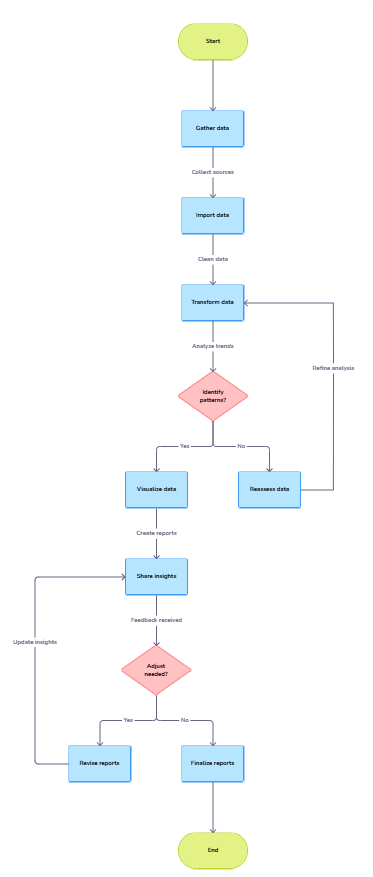 Start
Gather data
Collect sources
Import data
Clean data
Transform data
Analyze trends
Refine analysis
Identify
patterns?
Yes
No
Visualize data
Reassess data
Create reports
Share insights
Feedback received
Update insights
Adjust
needed?
Yes
No
Revise reports
Finalize reports
End